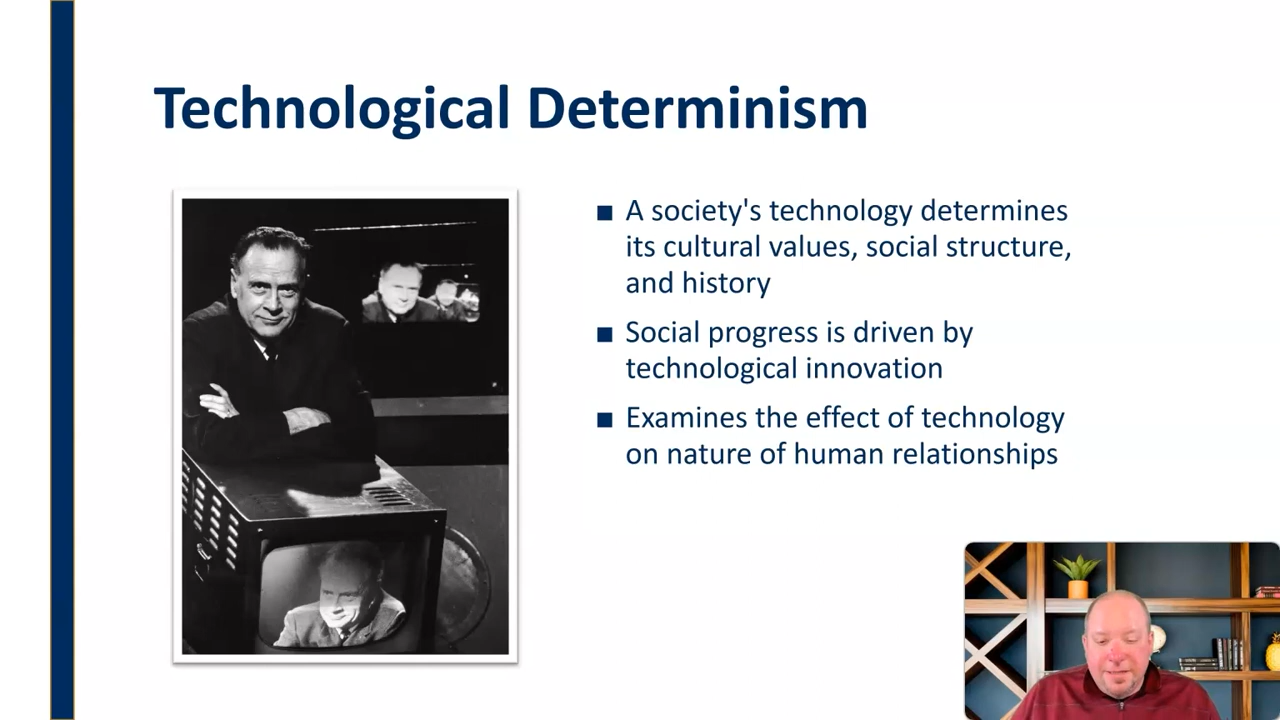 Technological Determinism
■ A society's technology determines
its cultural values, social structure,
and history
■ Social progress is driven by
technological innovation
■ Examines the effect of technology
on nature of human relationships